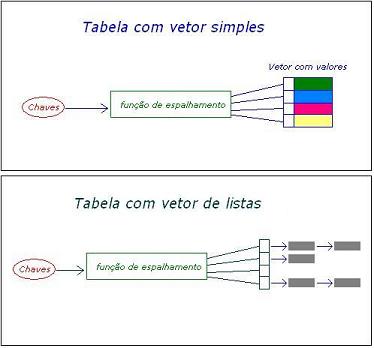 Tabela com vetor simples
Vetor com valores
Chaves
função de espalhamento
Tabela com vetor de listas
Chaves
função de espalhamento